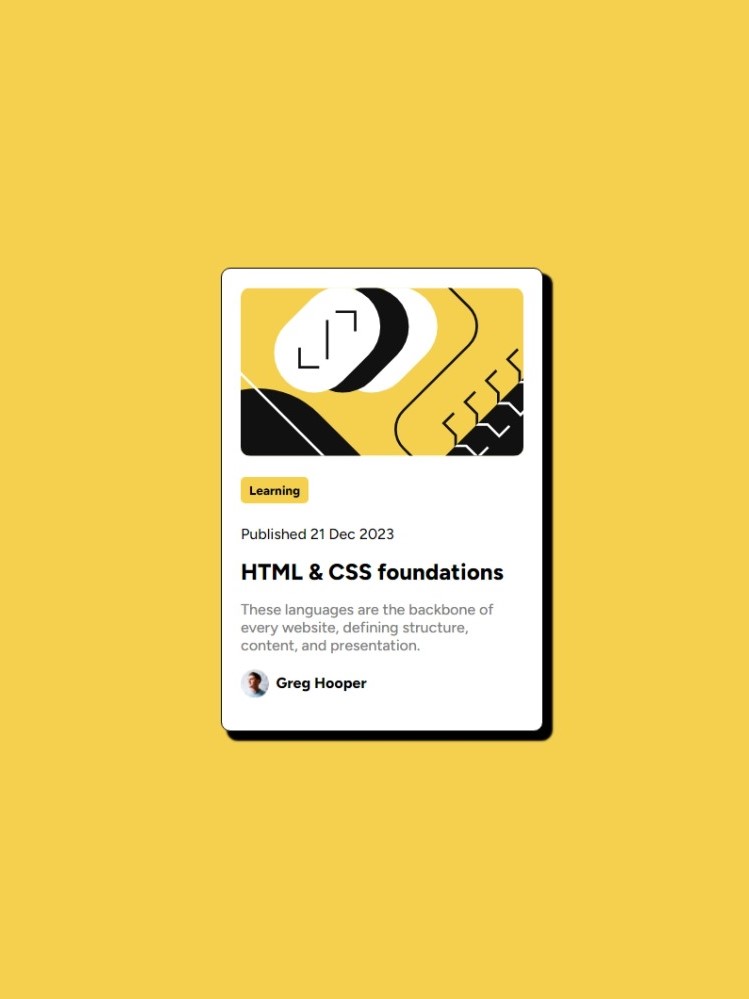 Learning
Published 21 Dec 2023
HTML & CSS foundations
These languages are the backbone of
every website, defining structure,
content, and presentation.
Greg Hooper